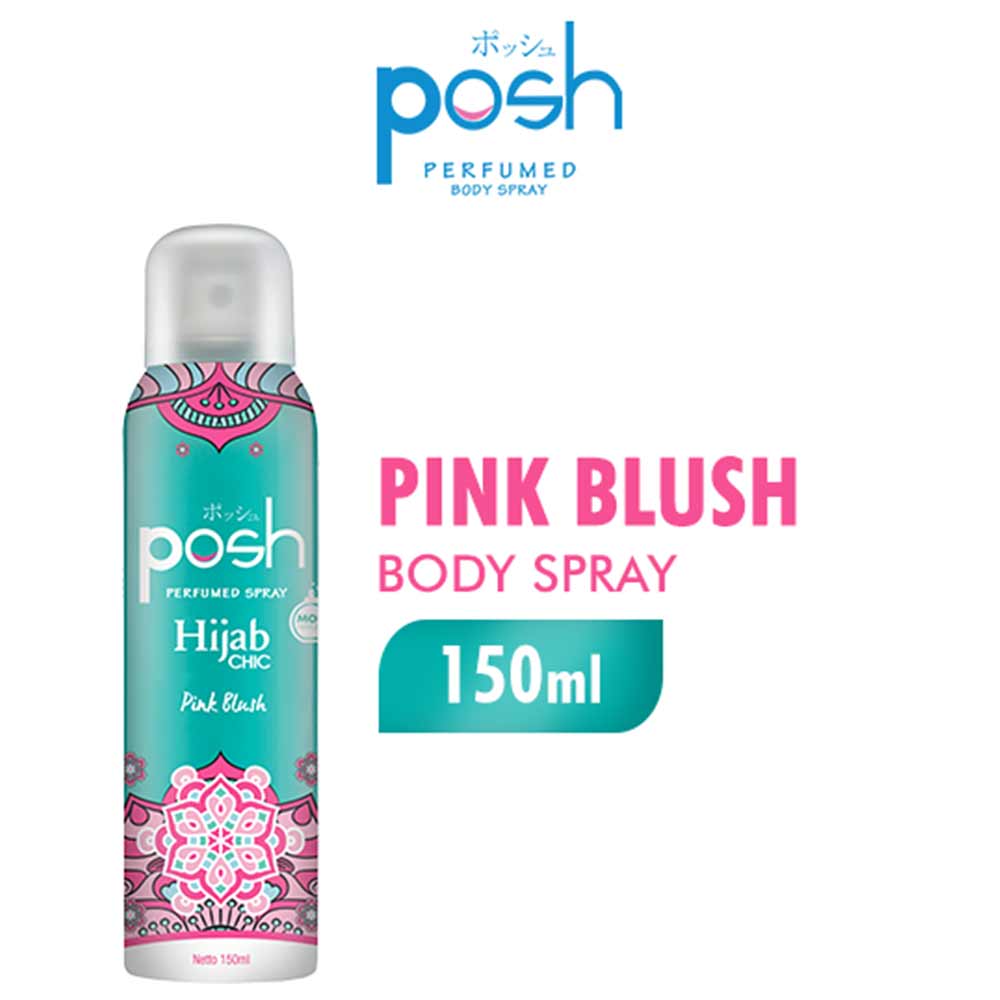 ポッシュ
posh
PERFUMED
BODY SPRAY
ポッシュ
posh
PERFUMED SPRAY
Hijab
CHIC
Pink Blush
Netto 150ml
PINK BLUSH
BODY SPRAY
150ml